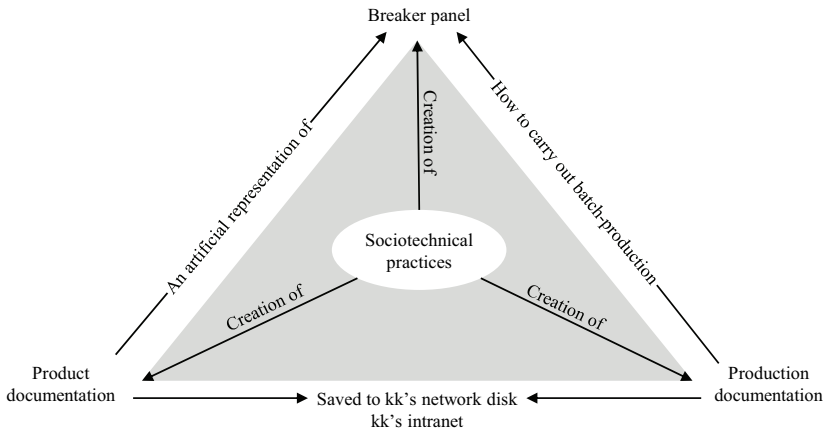 Breaker panel
An artificial representation of
Creation of
How to carry out batch-production
Sociotechnical
practices
Creation of
Creation of
Product
documentation
Saved to kk's network disk
kk's intranet
Production
documentation